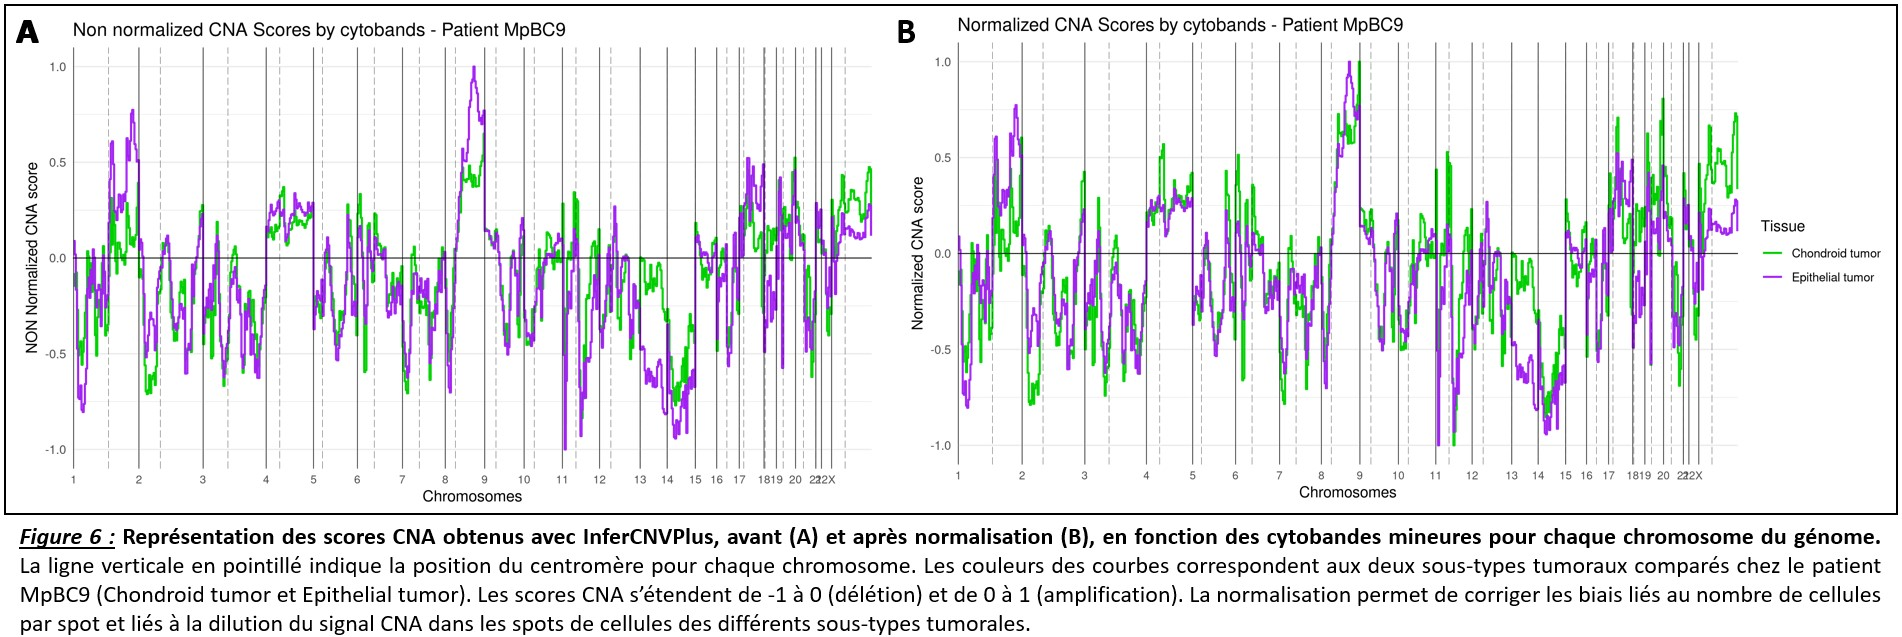 A
Non normalized CNA Scores by cytobands - Patient MpBC9
NON Normalized CNA score
1.0
0.5
0.0
-0.5
-1.0
1 2 3 4 5 6 7 8 9 10 11 12 13 14 15 16 17 1819 20 2122X
Chromosomes
B
Normalized CNA Scores by cytobands - Patient MpBC9
Normalized CNA score
1.0
0.5
0.0
-0.5
-1.0
1 2 3 4 5 6 7 8 9 10 11 12 13 14 15 16 17 1819 20 2122X
Chromosomes
Tissue
Chondroid tumor
Epithelial tumor
Figure 6 : Représentation des scores CNA obtenus avec InferCNVPlus, avant (A) et après normalisation (B), en fonction des cytobandes mineures pour chaque chromosome du génome.
La ligne verticale en pointillé indique la position du centromère pour chaque chromosome. Les couleurs des courbes correspondent aux deux sous-types tumoraux comparés chez le patient
MpBC9 (Chondroid tumor et Epithelial tumor). Les scores CNA s’étendent de -1 à 0 (délétion) et de 0 à 1 (amplification). La normalisation permet de corriger les biais liés au nombre de cellules
par spot et liés à la dilution du signal CNA dans les spots de cellules des différents sous-types tumorales.